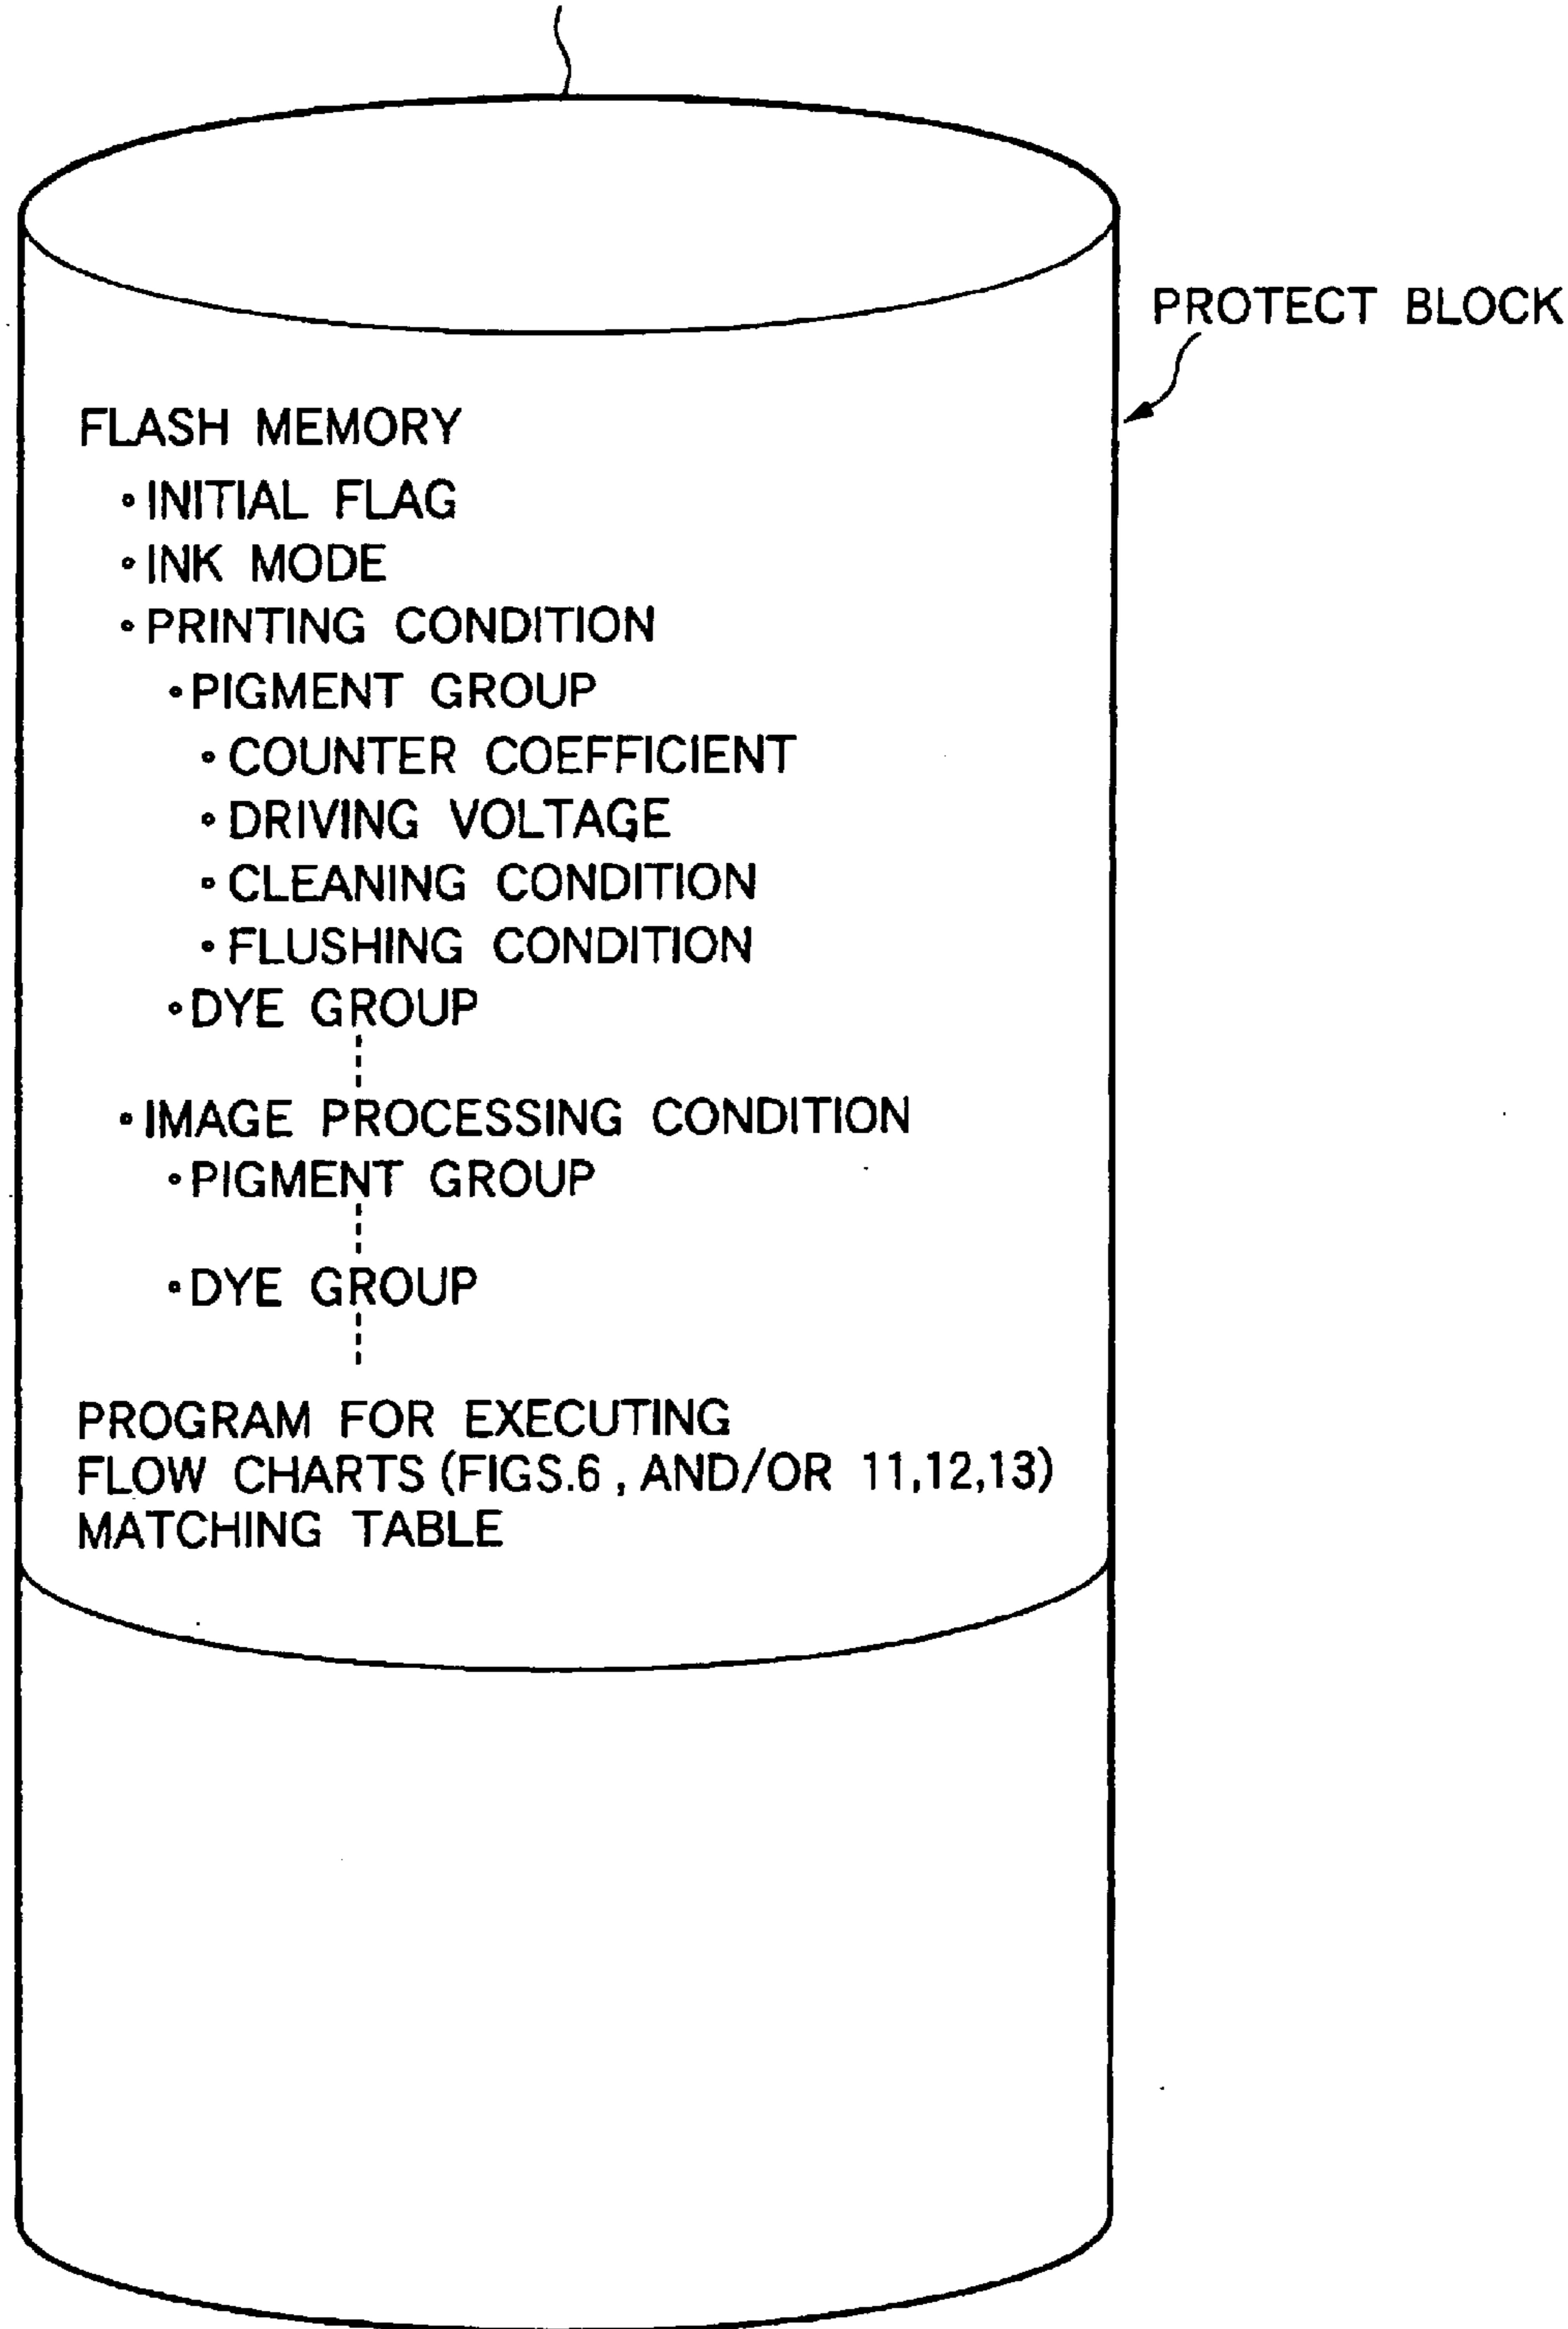 PROTECT BLOCK
FLASH MEMORY
• INITIAL FLAG
• INK MODE
• PRINTING CONDITION
• PIGMENT GROUP
• COUNTER COEFFICIENT
• DRIVING VOLTAGE
• CLEANING CONDITION
• FLUSHING CONDITION
• DYE GROUP
• IMAGE PROCESSING CONDITION
• PIGMENT GROUP
• DYE GROUP
PROGRAM FOR EXECUTING
FLOW CHARTS (FIGS.6 , AND/OR 11,12,13)
MATCHING TABLE